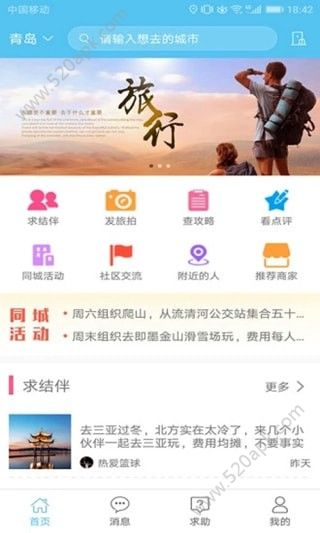 中国移动 18:42
青岛 请输入想去的城市
旅行
求结伴 发旅拍 查攻略 看点评
同城活动 社区交流 附近的人 推荐商家
同城活动
周六组织爬山，从流清河公交站集合五十...
周末组织去即墨金山滑雪场玩，费用每人...
求结伴 更多
去三亚过冬，北方实在太冷了，来几个小
伙伴一起去三亚玩，费用均摊，不要事实
热爱篮球 昨天
首页 消息 求助 我的
www.520apk.com